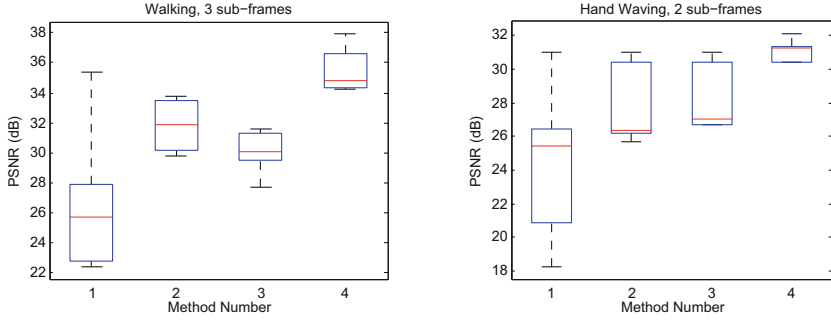 Walking, 3 sub-frames
PSNR (dB)
38
36
34
32
30
28
26
24
22
1 2 3 4
Method Number
Hand Waving, 2 sub-frames
PSNR (dB)
32
30
28
26
24
22
20
18
1 2 3 4
Method Number